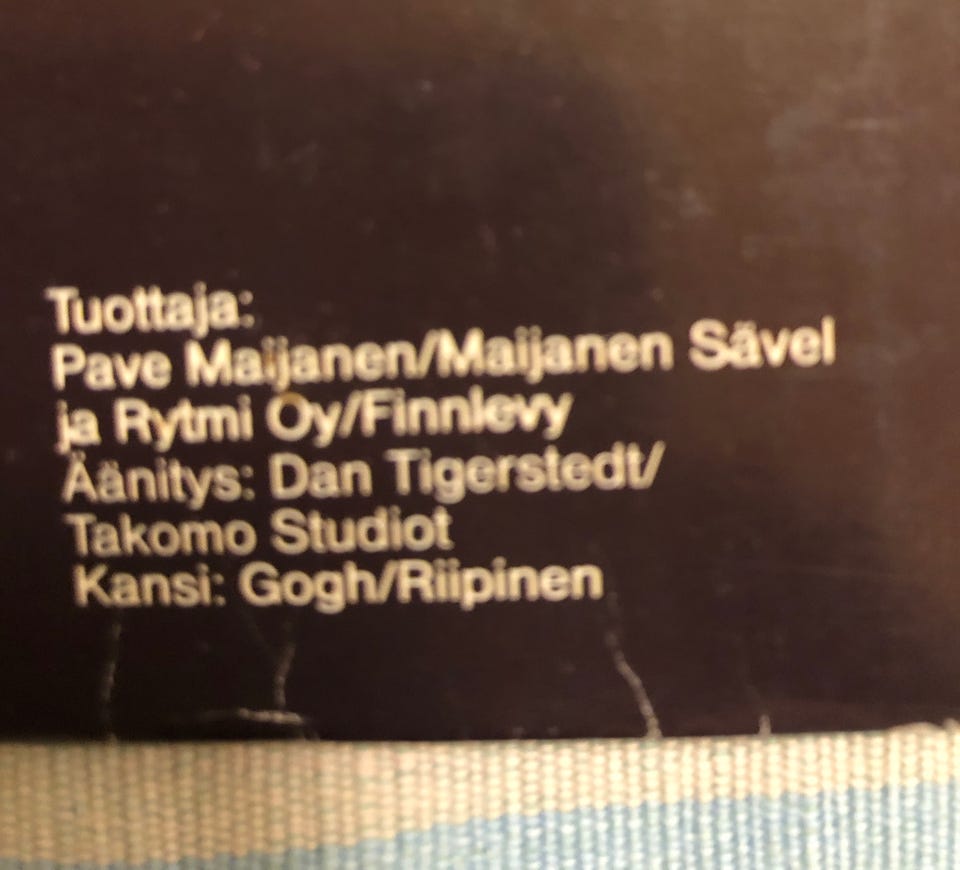 Tuottaja:
Pave Maijanen/Maijanen Sävel
ja Rytmi Oy/Finnlevy
Äänitys: Dan Tigerstedt/
Takomo Studiot
Kansi: Gogh/Riipinen